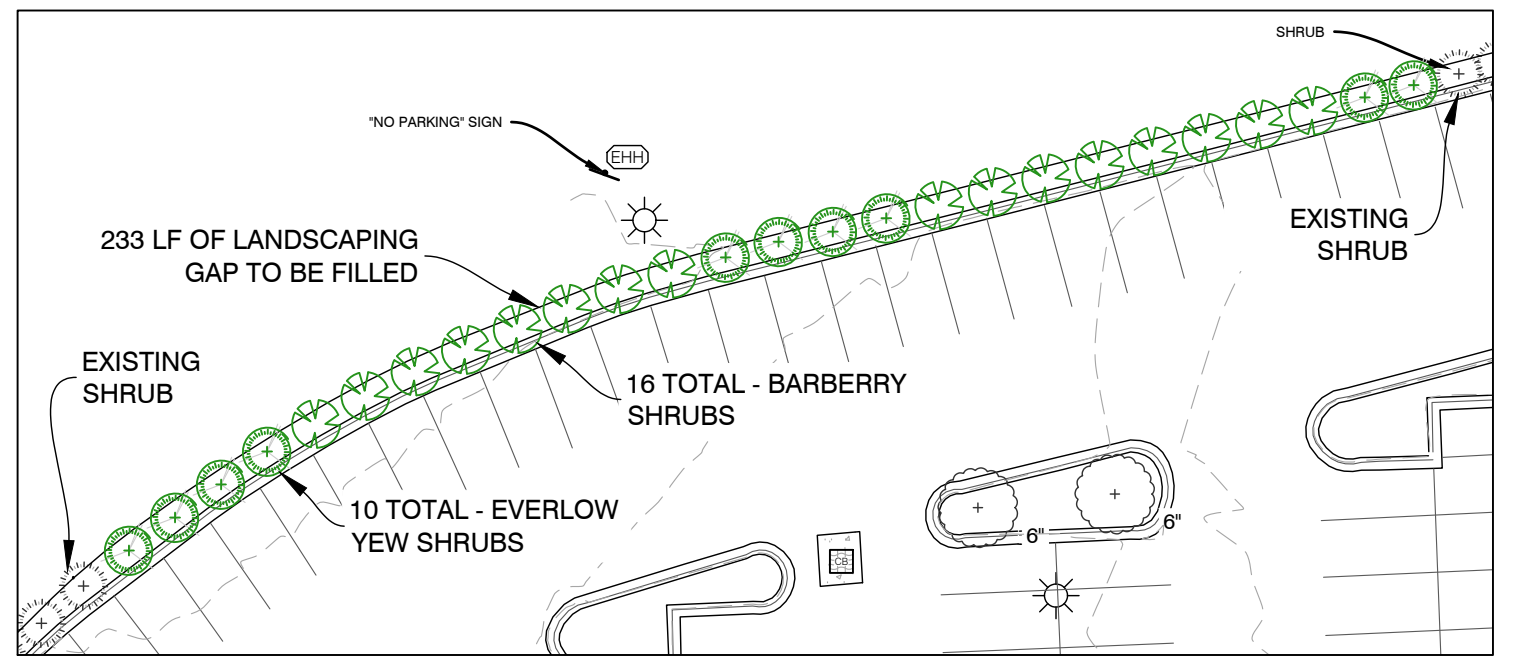 SHRUB
"NO PARKING" SIGN
EHH
233 LF OF LANDSCAPING
GAP TO BE FILLED
EXISTING
SHRUB
EXISTING
SHRUB
16 TOTAL - BARBERRY
SHRUBS
10 TOTAL - EVERLOW
YEW SHRUBS
6"
6"
CB